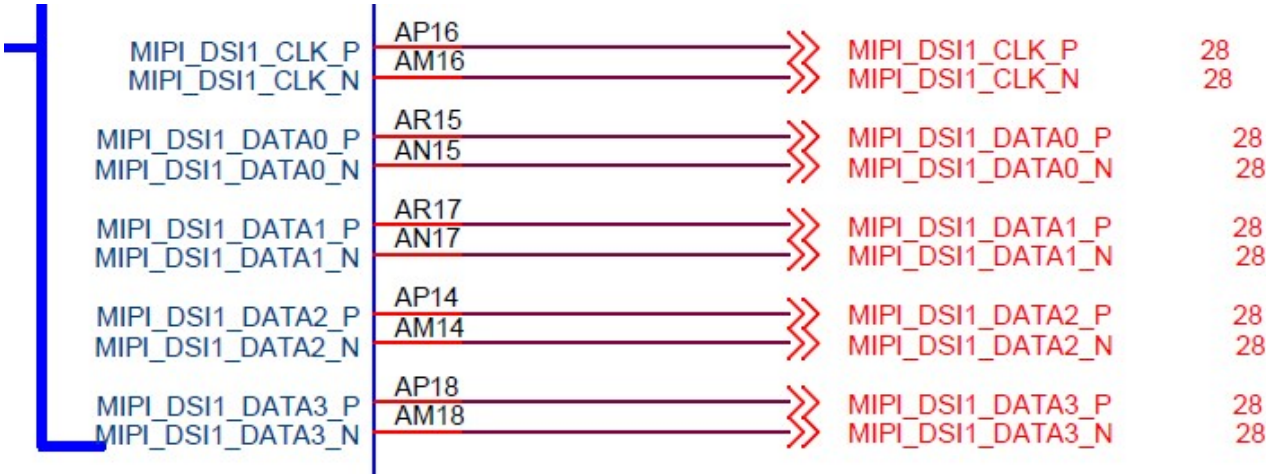 MIPI_DSI1_CLK_P AP16 MIPI_DSI1_CLK_P 28
MIPI_DSI1_CLK_N AM16 MIPI_DSI1_CLK_N 28
MIPI_DSI1_DATA0_P AR15 MIPI_DSI1_DATA0_P 28
MIPI_DSI1_DATA0_N AN15 MIPI_DSI1_DATA0_N 28
MIPI_DSI1_DATA1_P AR17 MIPI_DSI1_DATA1_P 28
MIPI_DSI1_DATA1_N AN17 MIPI_DSI1_DATA1_N 28
MIPI_DSI1_DATA2_P AP14 MIPI_DSI1_DATA2_P 28
MIPI_DSI1_DATA2_N AM14 MIPI_DSI1_DATA2_N 28
MIPI_DSI1_DATA3_P AP18 MIPI_DSI1_DATA3_P 28
MIPI_DSI1_DATA3_N AM18 MIPI_DSI1_DATA3_N 28